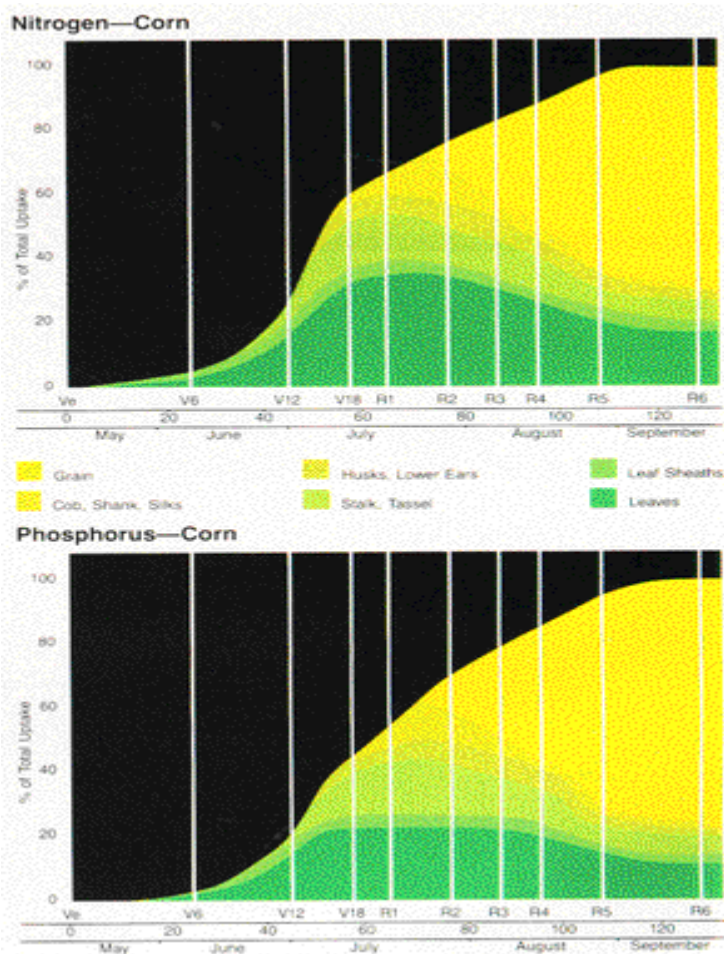 Nitrogen—Corn
100
80
60
40
20
0
% of Total Uptake
Ve V6 V12 V18 R1 R2 R3 R4 R5 R6
0 20 40 60 80 100 120
May June July August September
Grain Husks, Lower Ears Leaf Sheaths
Cob, Shank, Silks Stalk, Tassel Leaves
Phosphorus—Corn
100
80
60
40
20
0
% of Total Uptake
Ve V6 V12 V18 R1 R2 R3 R4 R5 R6
0 20 40 60 80 100 120
May June July August September